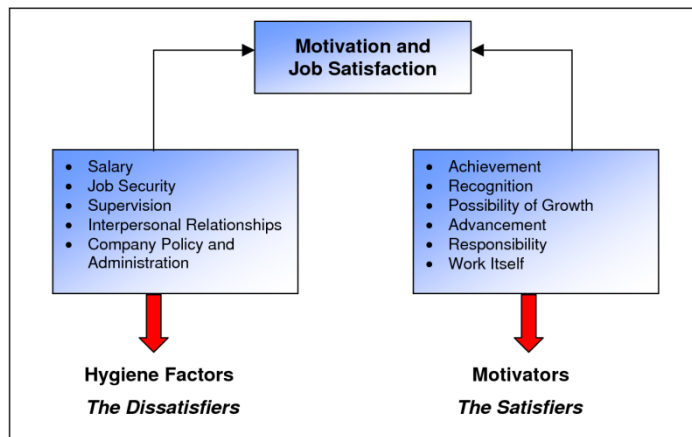 Motivation and
Job Satisfaction
• Salary
• Job Security
• Supervision
• Interpersonal Relationships
• Company Policy and
Administration
• Achievement
• Recognition
• Possibility of Growth
• Advancement
• Responsibility
• Work Itself
Hygiene Factors
The Dissatisfiers
Motivators
The Satisfiers